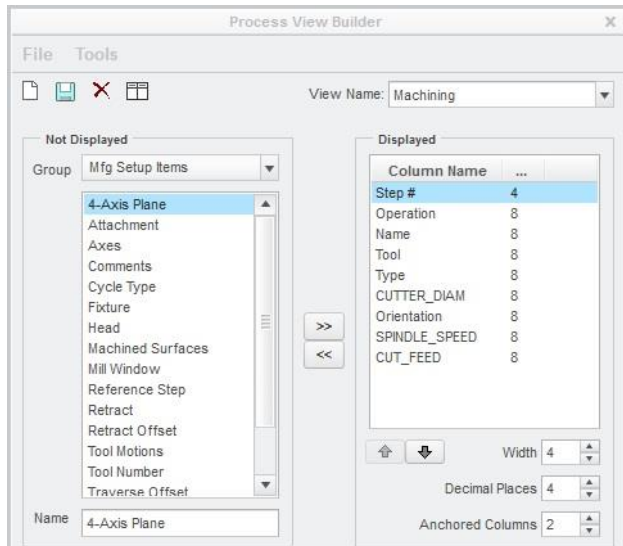 Process View Builder X
File Tools
View Name: Machining
Not Displayed
Group Mfg Setup Items
4-Axis Plane
Attachment
Axes
Comments
Cycle Type
Fixture
Head
Machined Surfaces
Mill Window
Reference Step
Retract
Retract Offset
Tool Motions
Tool Number
Traverse Offset
Name 4-Axis Plane
>>
<<
Displayed
Column Name ...
Step # 4
Operation 8
Name 8
Tool 8
Type 8
CUTTER_DIAM 8
Orientation 8
SPINDLE_SPEED 8
CUT_FEED 8
Width 4
Decimal Places 4
Anchored Columns 2